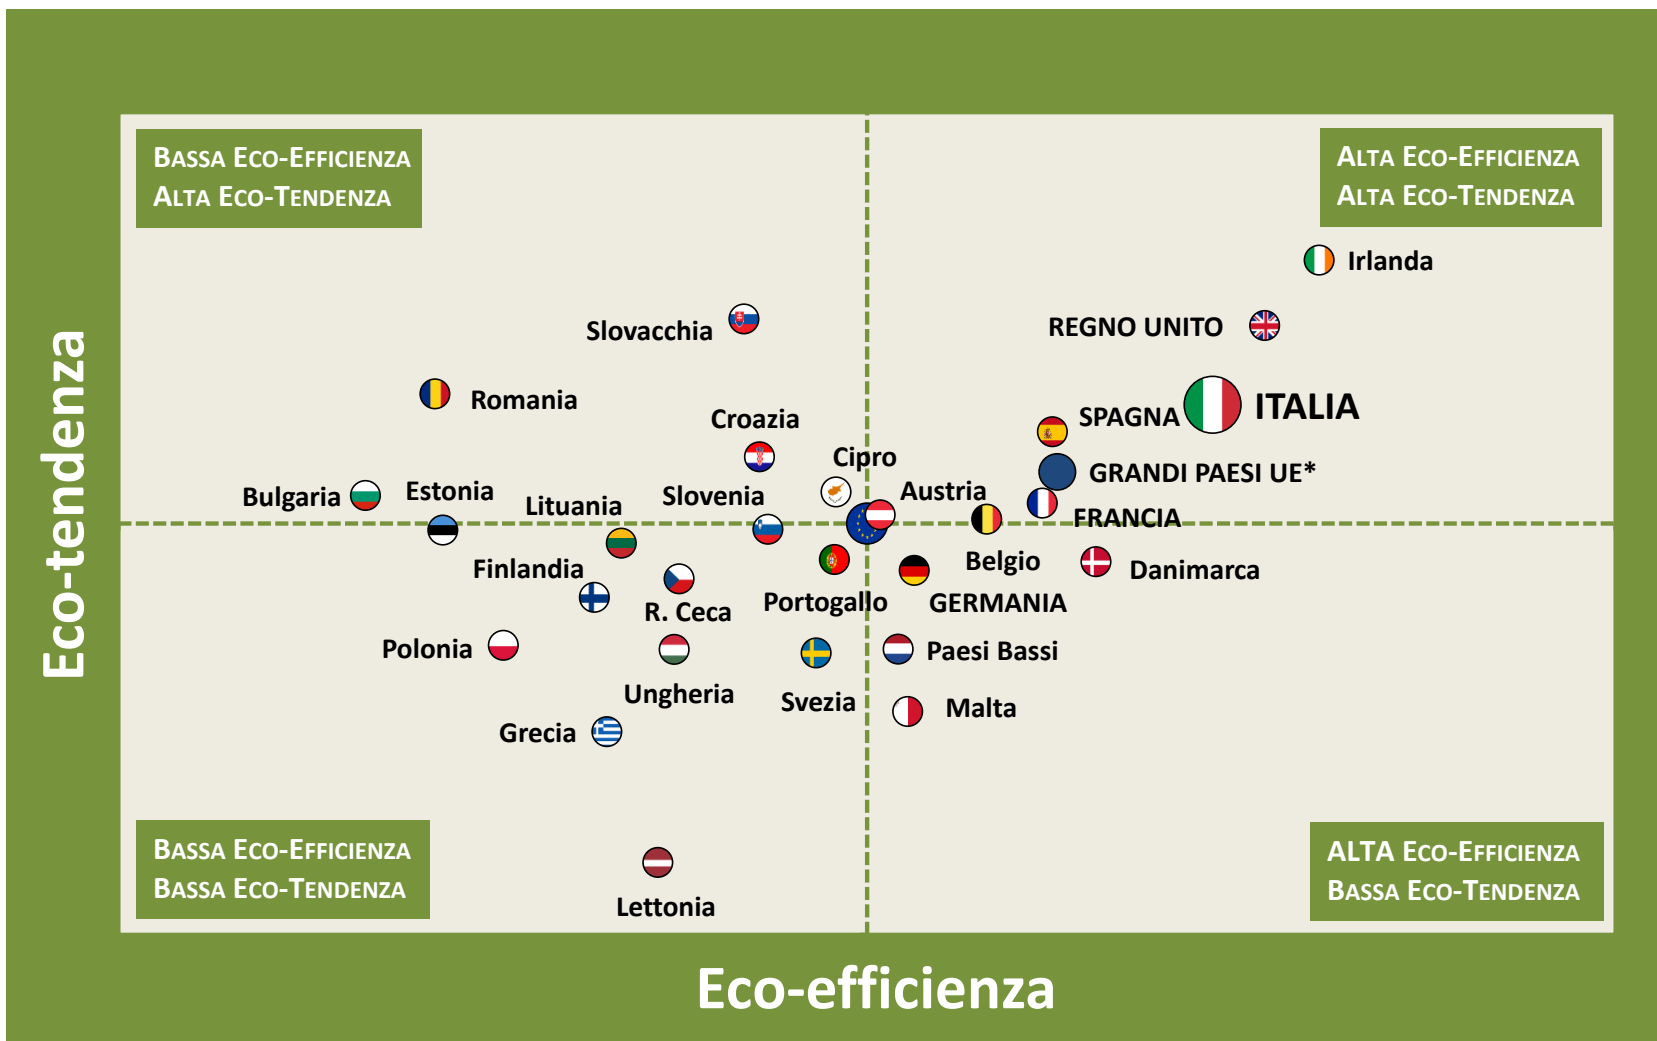 BASSA ECO-EFFICIENZA
ALTA ECO-TENDENZA
ALTA ECO-EFFICIENZA
ALTA ECO-TENDENZA
Irlanda
REGNO UNITO
Slovacchia
Romania
ITALIA
SPAGNA
Croazia
Cipro
GRANDI PAESI UE*
Bulgaria
Estonia
Lituania
Slovenia
Austria
FRANCIA
Finlandia
Belgio
Danimarca
R. Ceca
Portogallo
GERMANIA
Polonia
Paesi Bassi
Ungheria
Svezia
Malta
Grecia
Lettonia
BASSA ECO-EFFICIENZA
BASSA ECO-TENDENZA
ALTA ECO-EFFICIENZA
BASSA ECO-TENDENZA
Eco-tendenza
Eco-efficienza